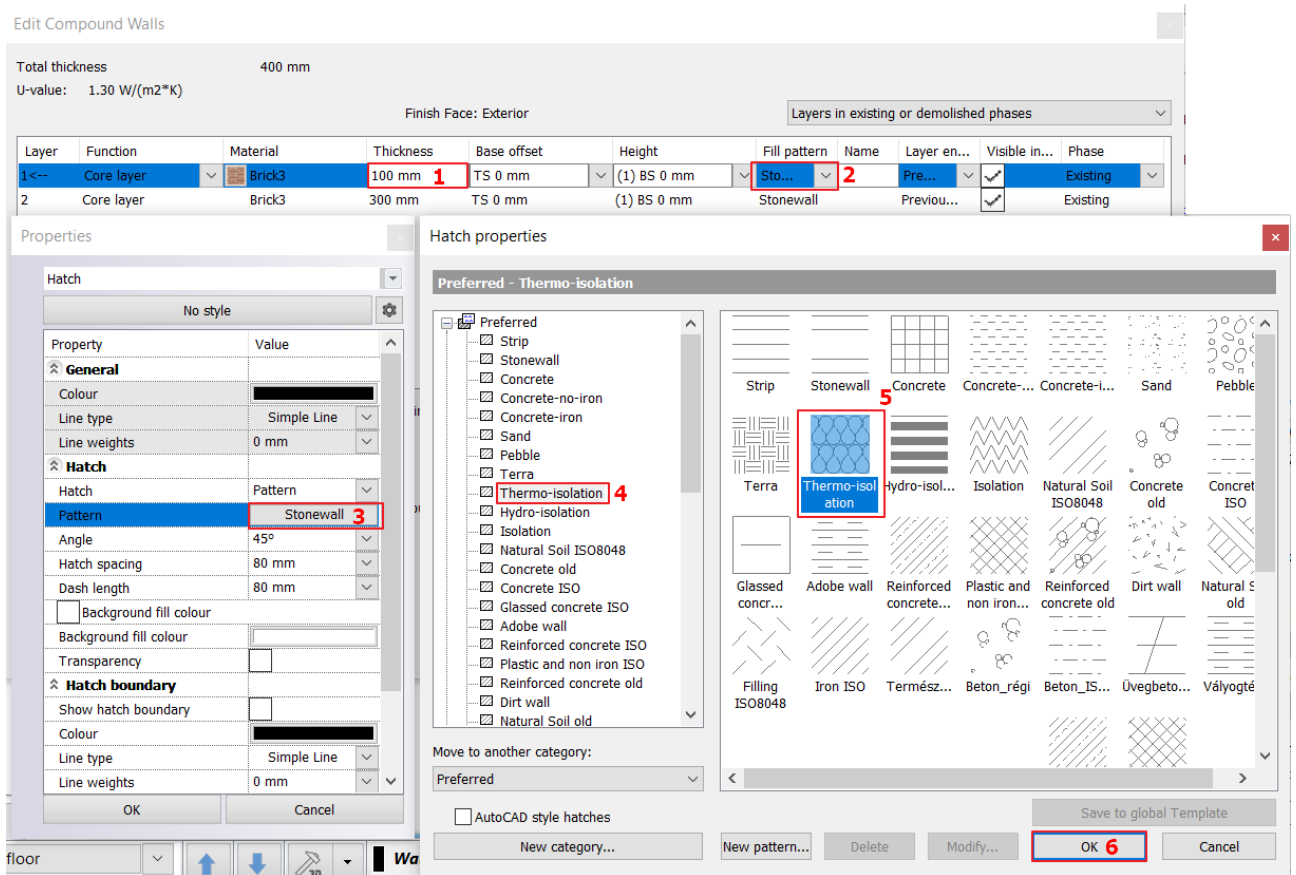 Edit Compound Walls
Total thickness 400 mm
U-value: 1.30 W/(m2*K)
Finish Face: Exterior
Layers in existing or demolished phases
Layer Function Material Thickness Base offset Height Fill pattern Name Layer en... Visible in... Phase
1<-- Core layer Brick3 100 mm 1 TS 0 mm (1) BS 0 mm Sto... 2 Pre... Existing
2 Core layer Brick3 300 mm TS 0 mm (1) BS 0 mm Stonewall Previou... Existing
Properties
Hatch
No style
Property Value
General
Colour
Line type Simple Line
Line weights 0 mm
Hatch
Hatch Pattern
Pattern Stonewall 3
Angle 45°
Hatch spacing 80 mm
Dash length 80 mm
Background fill colour
Background fill colour
Transparency
Hatch boundary
Show hatch boundary
Colour
Line type Simple Line
Line weights 0 mm
OK Cancel
floor
3D
Hatch properties
Preferred - Thermo-isolation
Preferred
Strip
Stonewall
Concrete
Concrete-no-iron
Concrete-iron
Sand
Pebble
Terra
Thermo-isolation 4
Hydro-isolation
Isolation
Natural Soil ISO8048
Concrete old
Concrete ISO
Glassed concrete ISO
Adobe wall
Reinforced concrete ISO
Plastic and non iron ISO
Reinforced concrete old
Dirt wall
Natural Soil old
Strip Stonewall Concrete Concrete-... Concrete-i... Sand Pebble
5
Terra Thermo-isol Hydro-isol... Isolation Natural Soil Concrete Concret
ation ISO8048 old ISO
Glassed Adobe wall Reinforced Plastic and Reinforced Dirt wall Natural S
concr... concrete... non iron... concrete old old
Filling Iron ISO Termész... Beton_régi Beton_IS... Üvegbeto... Vályogté
ISO8048
Move to another category:
Preferred
AutoCAD style hatches
Save to global Template
New category... New pattern... Delete Modify... OK 6 Cancel